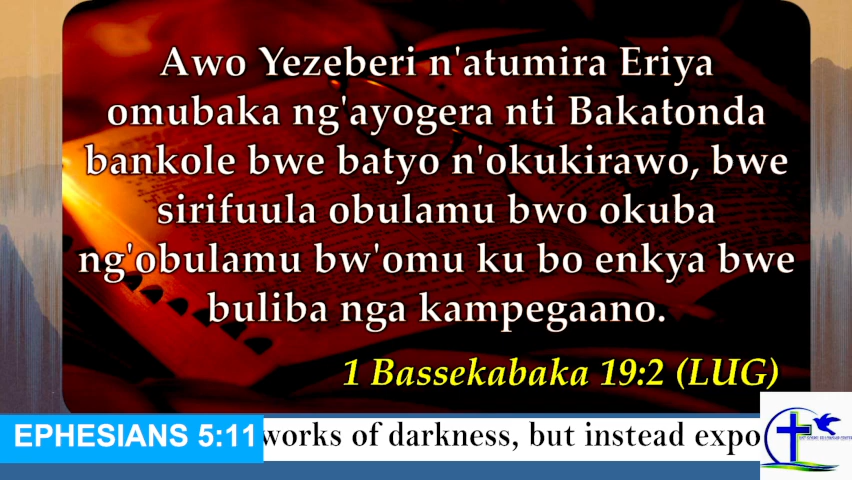 Awo Yezeberi n'atumira Eriya
omubaka ng'ayogera nti Bakatonda
bankole bwe batyo n'okukirawo, bwe
sirifuula obulamu bwo okuba
ng'obulamu bw'omu ku bo enkya bwe
buliba nga kampegaano.
1 Bassekabaka 19:2 (LUG)
EPHESIANS 5:11 works of darkness, but instead expo